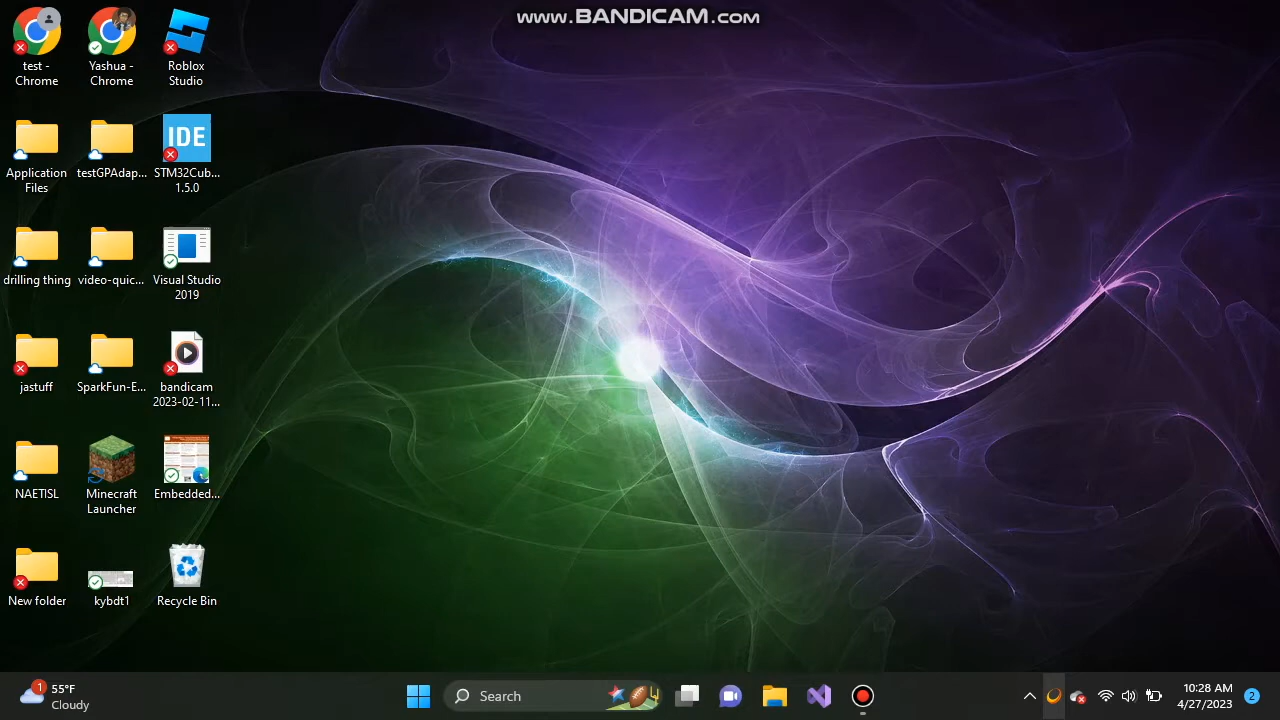 www.BANDICAM.com
test -
Chrome
Yashua -
Chrome
Roblox
Studio
Application
Files
testGPAdap...
IDE
STM32Cub...
1.5.0
drilling thing
video-quic...
Visual Studio
2019
jastuff
SparkFun-E...
bandicam
2023-02-11...
NAETISL
Minecraft
Launcher
Embedded...
New folder
kybdt1
Recycle Bin
1
55°F
Cloudy
Search
10:28 AM
4/27/2023
2